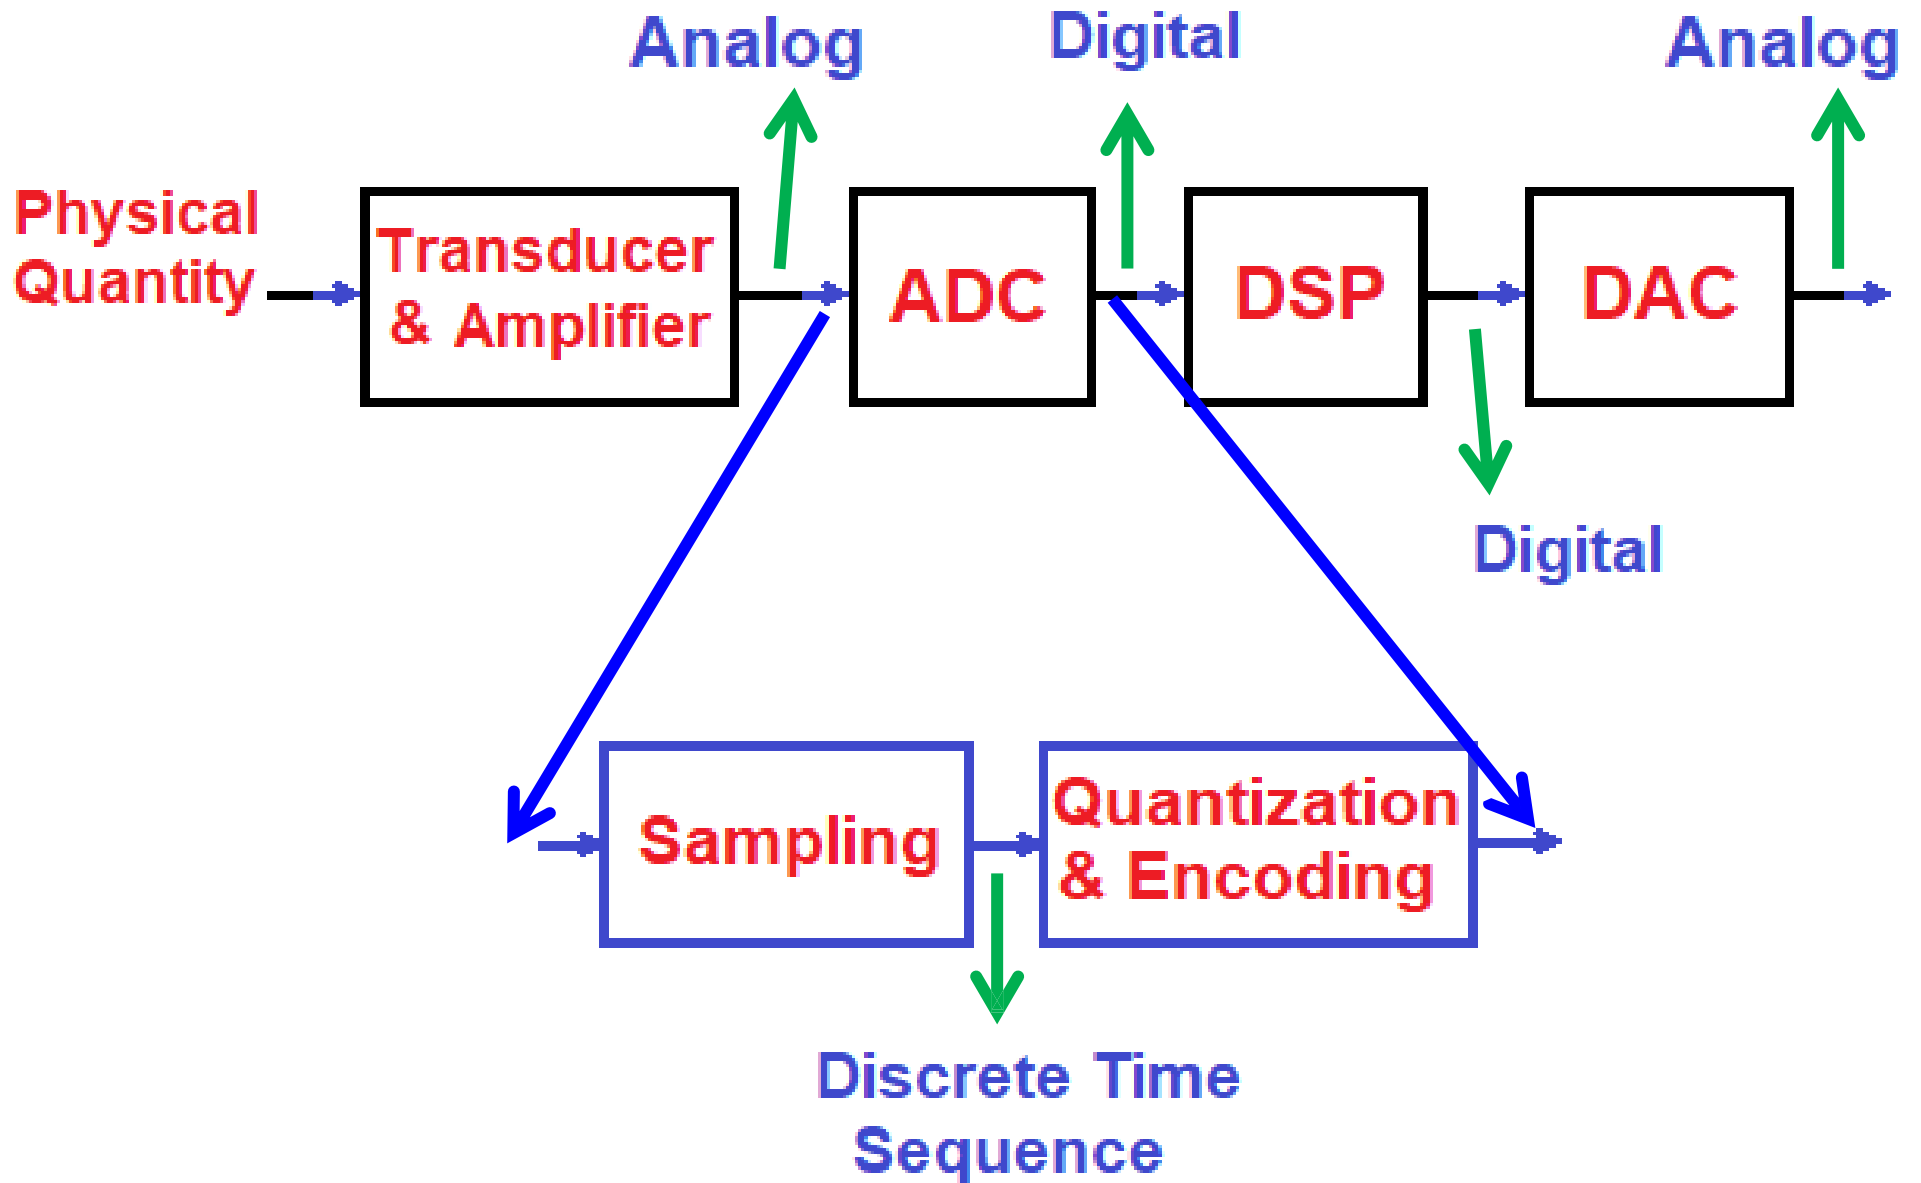 Analog
Digital
Analog
Physical
Quantity
Transducer
& Amplifier
ADC
DSP
DAC
Digital
Sampling
Quantization
& Encoding
Discrete Time
Sequence